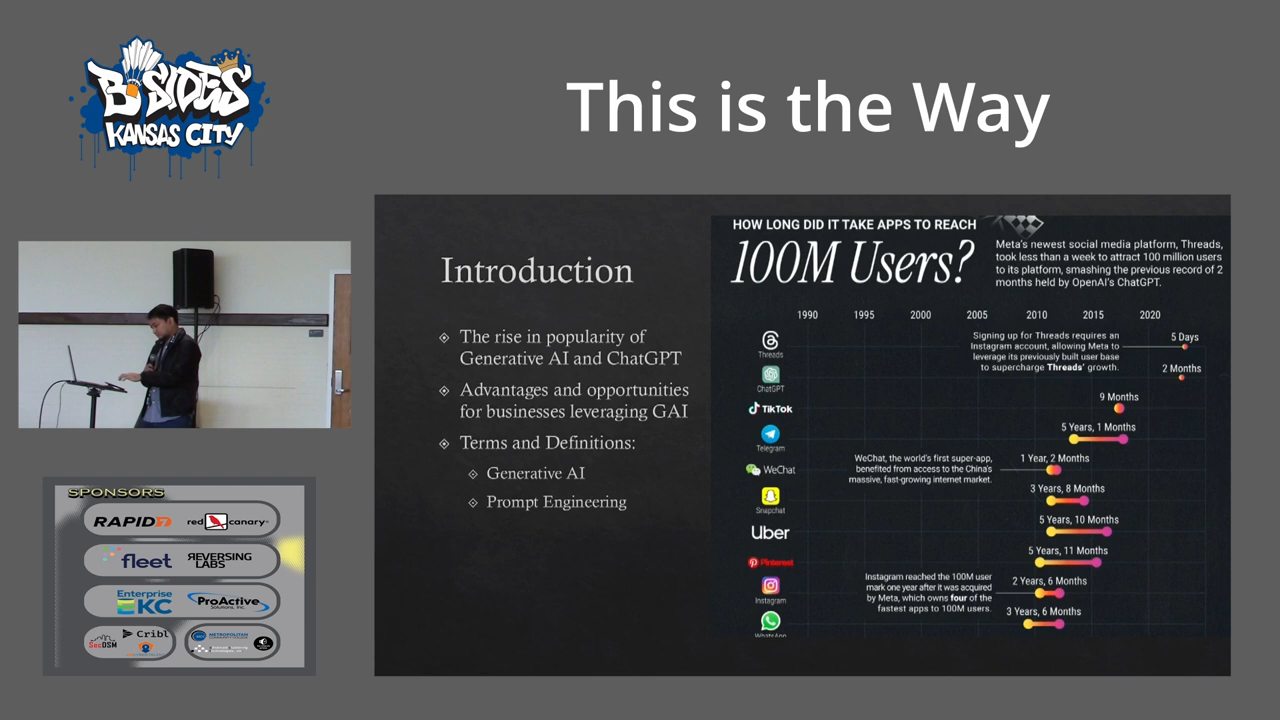 B-SIDES
KANSAS CITY
This is the Way
Introduction
The rise in popularity of
Generative AI and ChatGPT
Advantages and opportunities
for businesses leveraging GAI
Terms and Definitions:
Generative AI
Prompt Engineering
HOW LONG DID IT TAKE APPS TO REACH
100M Users?
Meta's newest social media platform, Threads,
took less than a week to attract 100 million users
to its platform, smashing the previous record of 2
months held by OpenAI's ChatGPT.
1990 1995 2000 2005 2010 2015 2020
Threads
Signing up for Threads requires an
Instagram account, allowing Meta to
leverage its previously built user base
to supercharge Threads' growth.
5 Days
ChatGPT
2 Months
TikTok
9 Months
Telegram
5 Years, 1 Months
WeChat
WeChat, the world's first super-app,
benefited from access to the China's
massive, fast-growing internet market.
1 Year, 2 Months
Snapchat
3 Years, 8 Months
Uber
5 Years, 10 Months
Pinterest
5 Years, 11 Months
Instagram
Instagram reached the 100M user
mark one year after it was acquired
by Meta, which owns four of the
fastest apps to 100M users.
2 Years, 6 Months
WhatsApp
3 Years, 6 Months
SPONSORS
RAPID7
red canary
fleet
REVERSING
LABS
Enterprise
KC
ProActive
Solutions, Inc.
SecDSM
Cribl
METROPOLITAN